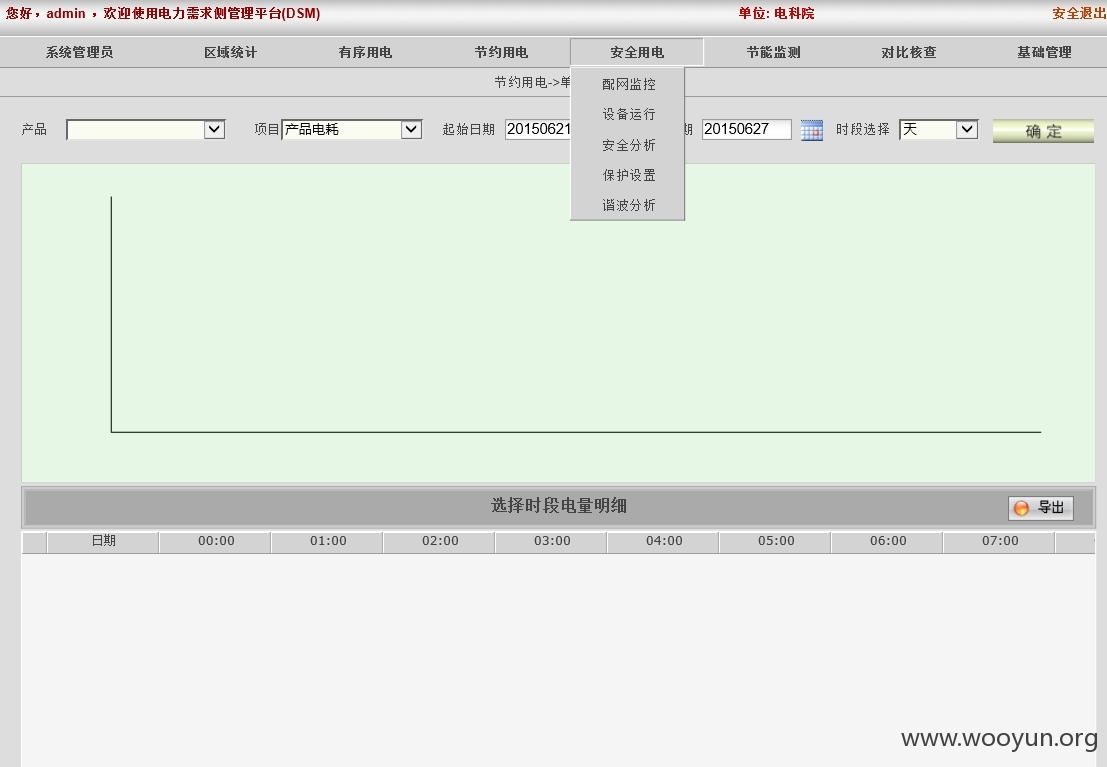 您好，admin ，欢迎使用电力需求侧管理平台(DSM) 单位: 电科院 安全退出
系统管理员 区域统计 有序用电 节约用电 安全用电 节能监测 对比核查 基础管理
节约用电->单
配网监控
设备运行
安全分析
保护设置
谐波分析
产品 项目 产品电耗 起始日期 20150621 期 20150627 时段选择 天 确 定
选择时段电量明细 导出
日期 00:00 01:00 02:00 03:00 04:00 05:00 06:00 07:00
www.wooyun.org